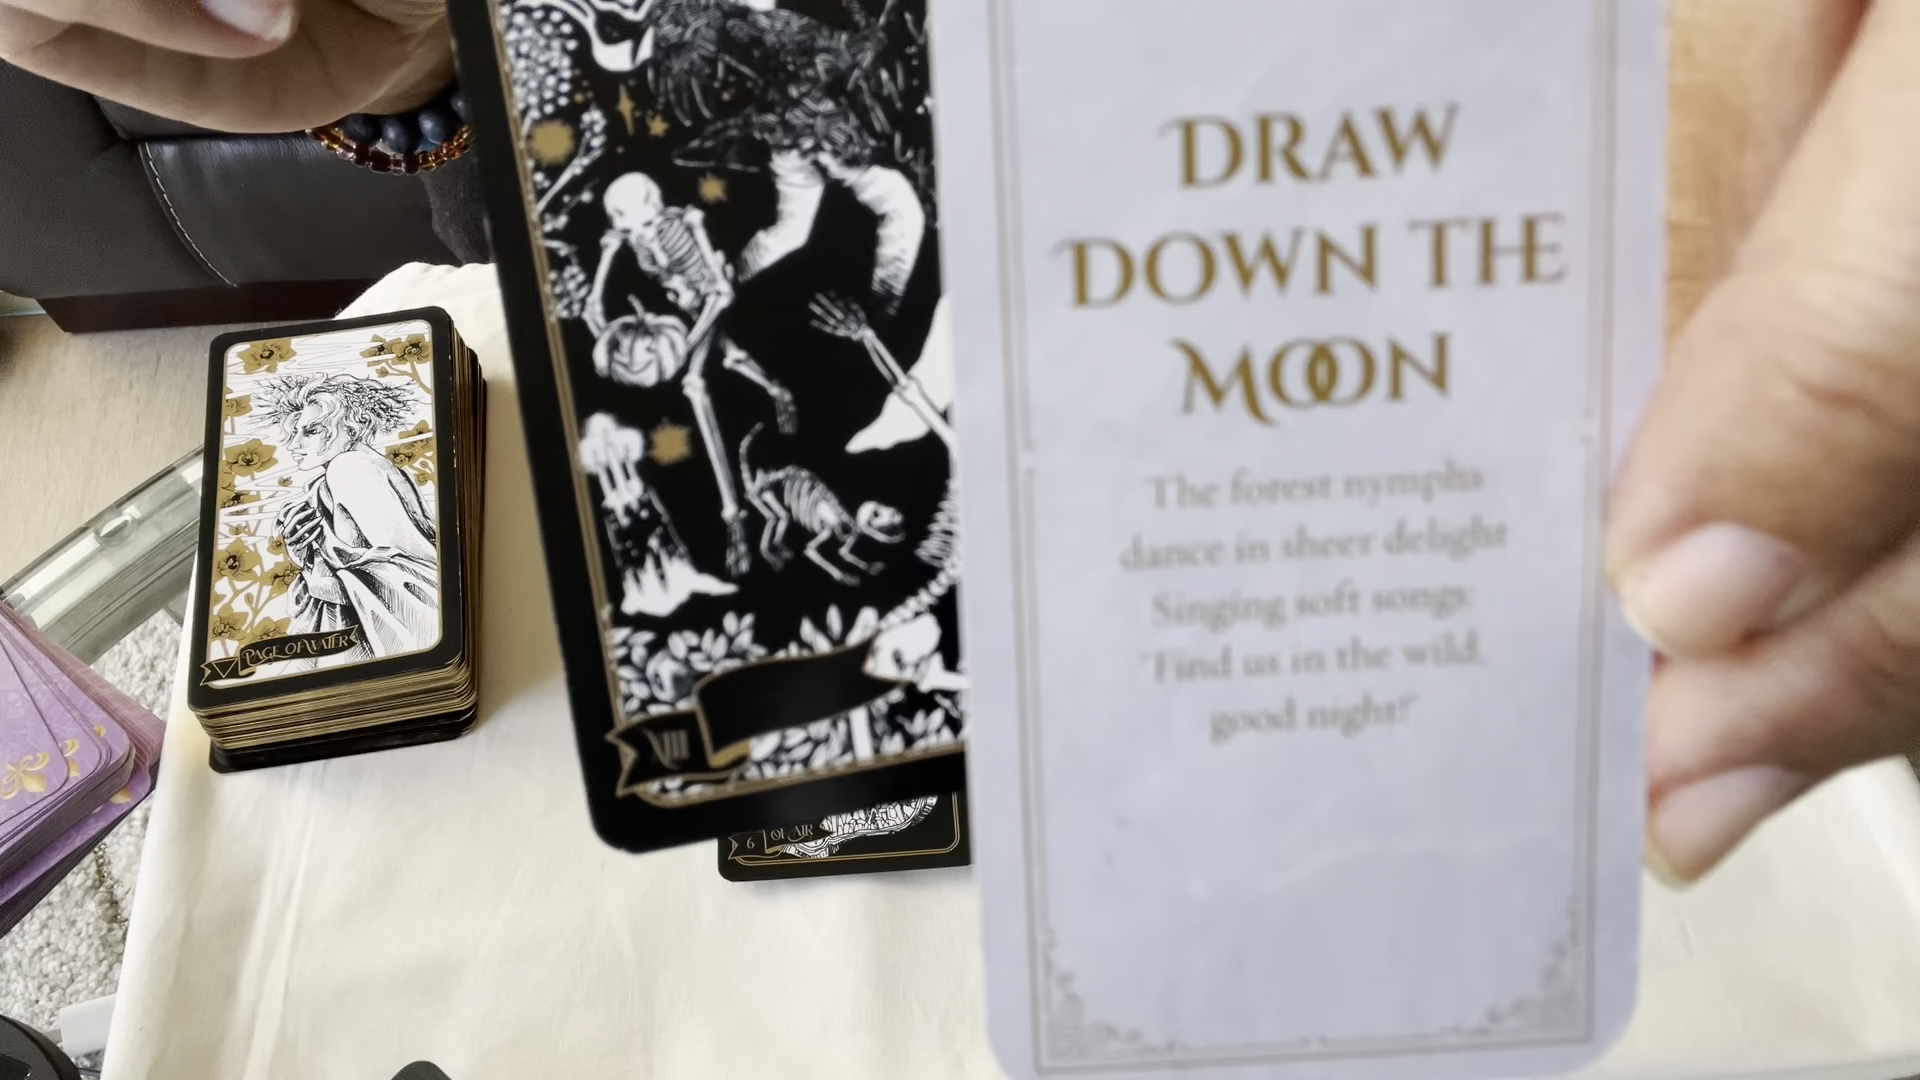 DRAW
DOWN THE
MOON
The forest nymphs
dance in sheer delight
Singing soft songs:
"Find us in the wild,
good night!"
PAGE OF WATER
XIII
6 OF AIR